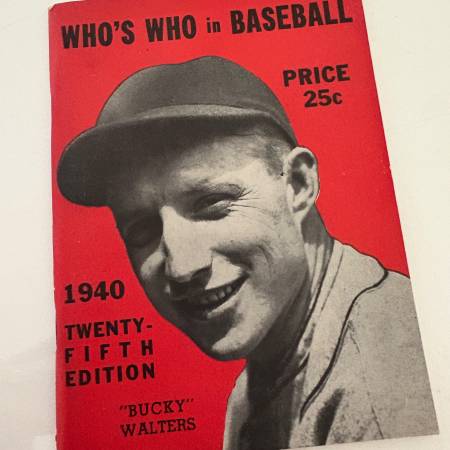 WHO'S WHO in BASEBALL
PRICE
25c
1940
TWENTY-
FIFTH
EDITION
"BUCKY"
WALTERS